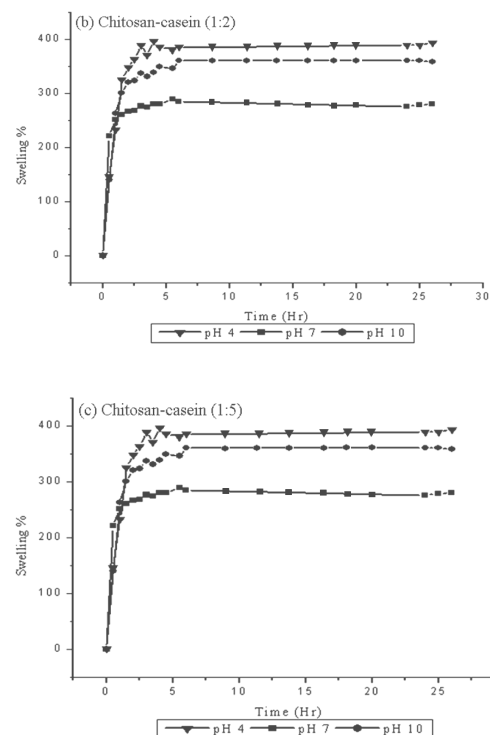 (b) Chitosan-casein (1:2)
400
300
200
100
0
Swelling %
0 5 10 15 20 25 30
Time (Hr)
pH 4 pH 7 pH 10
(c) Chitosan-casein (1:5)
400
300
200
100
0
Swelling %
0 5 10 15 20 25
Time (Hr)
pH 4 pH 7 pH 10